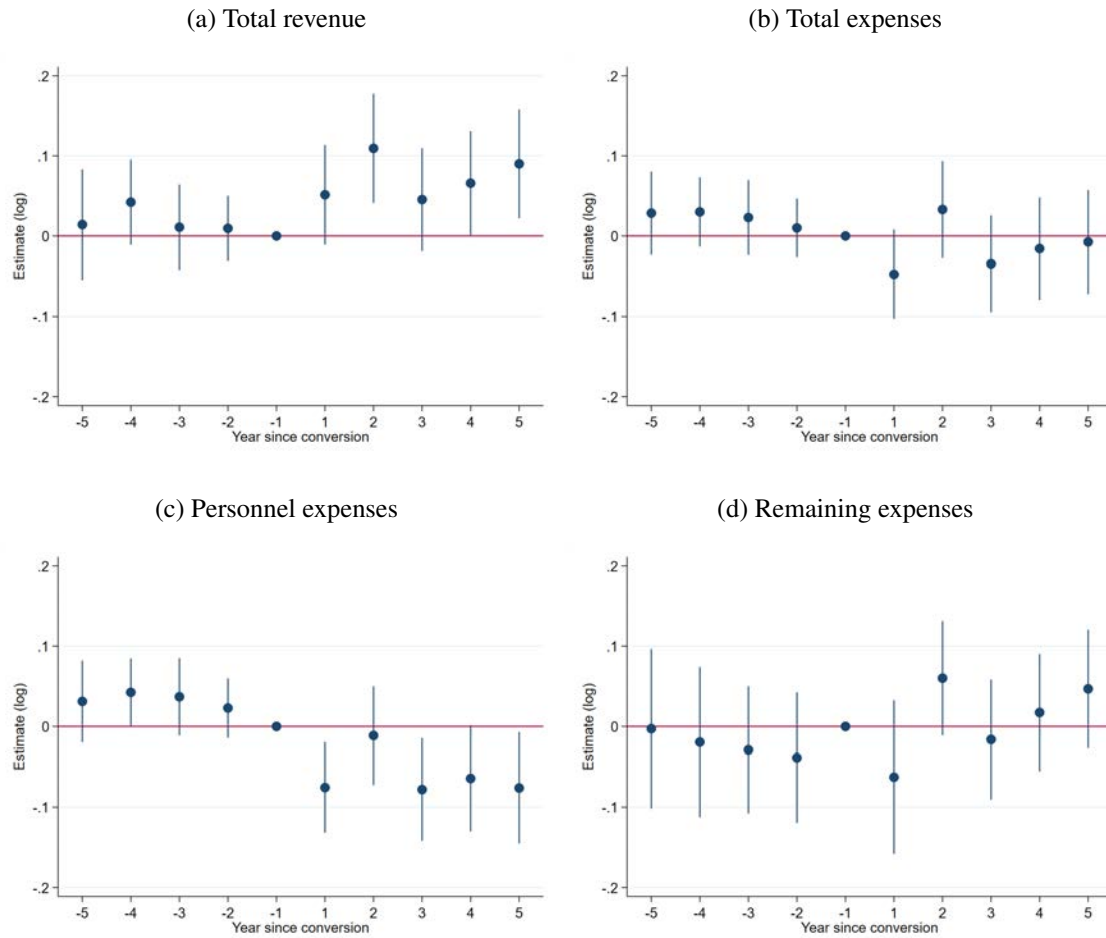 (a) Total revenue
.2
.1
0
-.1
-.2
Estimate (log)
-5 -4 -3 -2 -1 1 2 3 4 5
Year since conversion
(b) Total expenses
.2
.1
0
-.1
-.2
Estimate (log)
-5 -4 -3 -2 -1 1 2 3 4 5
Year since conversion
(c) Personnel expenses
.2
.1
0
-.1
-.2
Estimate (log)
-5 -4 -3 -2 -1 1 2 3 4 5
Year since conversion
(d) Remaining expenses
.2
.1
0
-.1
-.2
Estimate (log)
-5 -4 -3 -2 -1 1 2 3 4 5
Year since conversion